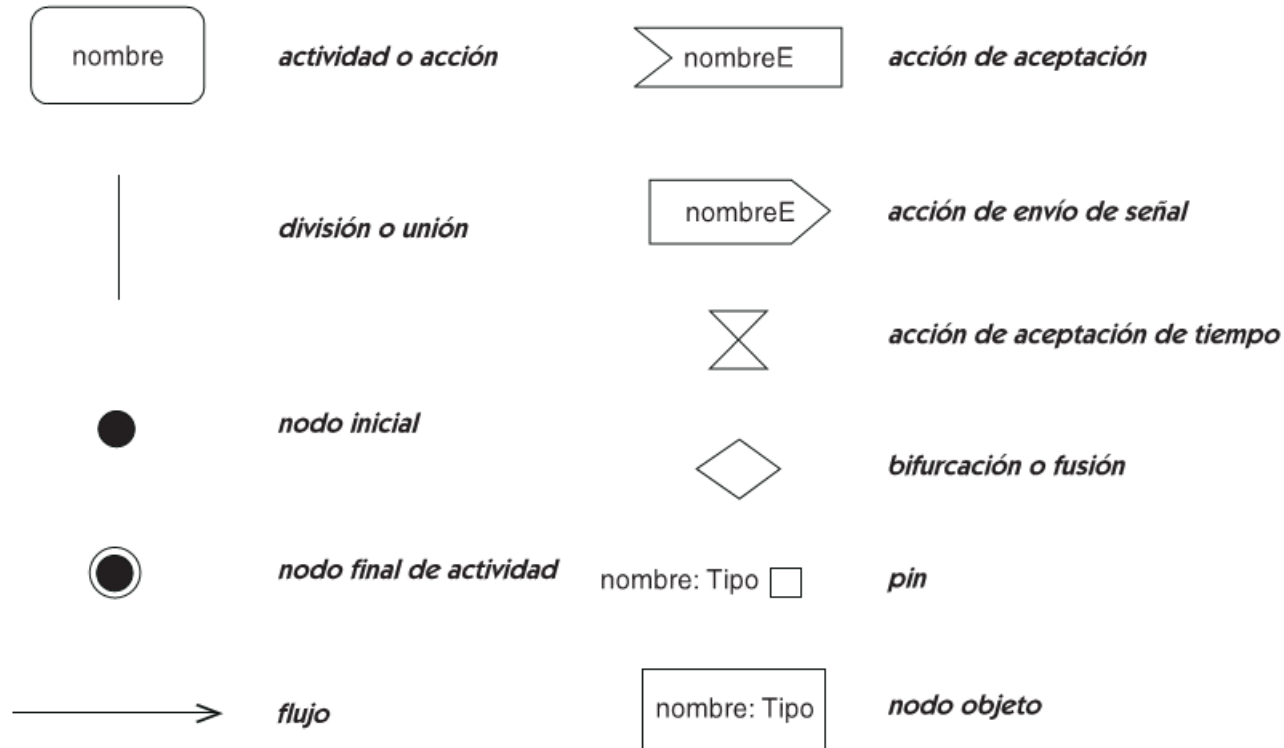 nombre
actividad o acción
nombreE
acción de aceptación
división o unión
nombreE
acción de envío de señal
acción de aceptación de tiempo
nodo inicial
bifurcación o fusión
nodo final de actividad
nombre: Tipo
pin
flujo
nombre: Tipo
nodo objeto